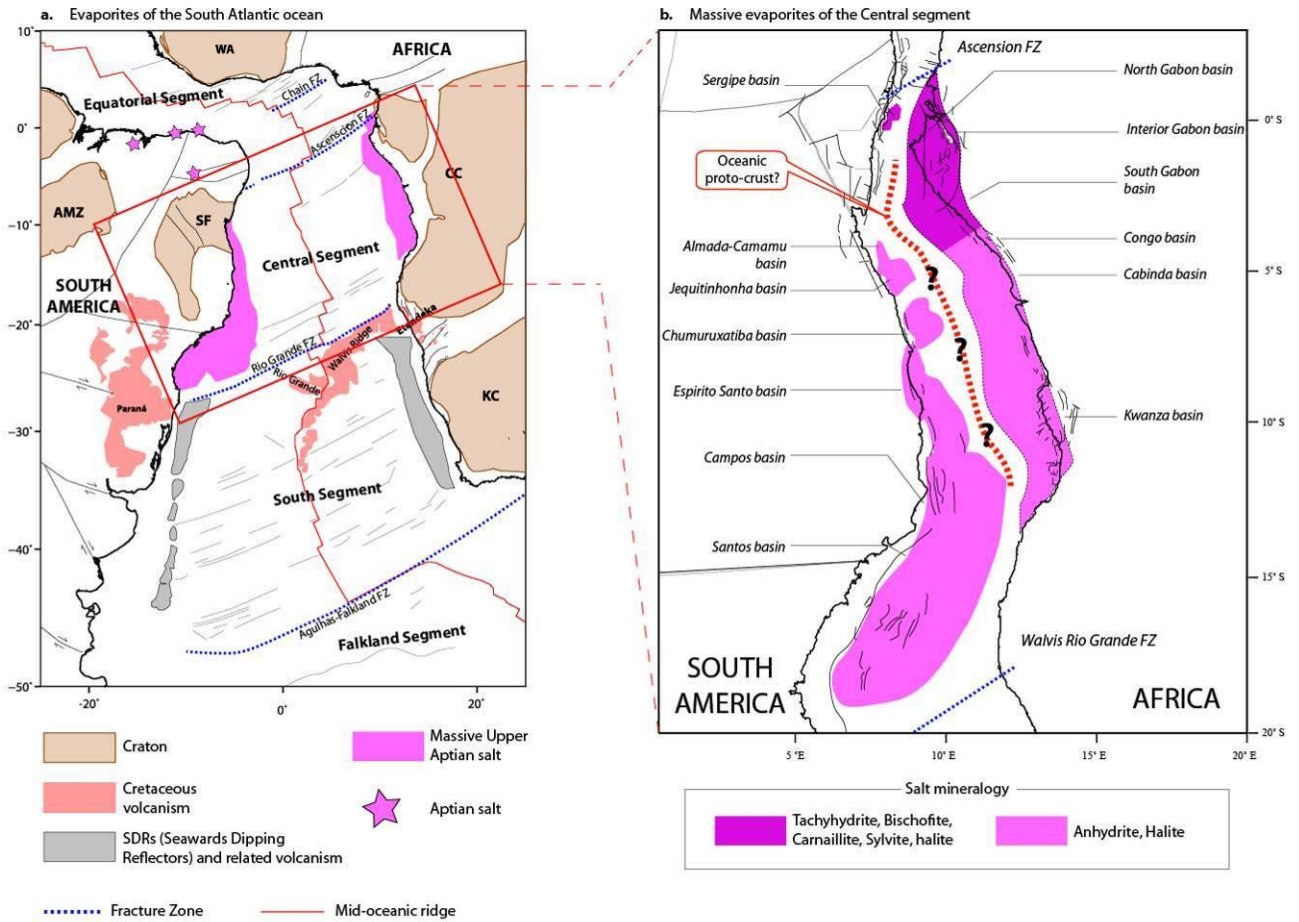 a. Evaporites of the South Atlantic ocean
10°
0°
−10°
−20°
−30°
−40°
−50°
-20°
0°
20°
WA
AFRICA
Equatorial Segment
Chain FZ
Ascenscion FZ
CC
AMZ
SF
Central Segment
SOUTH
AMERICA
Rio Grande FZ
Walvis Ridge
Etendeka
Rio Grande
Paraná
KC
South Segment
Agulhas-Falkland FZ
Falkland Segment
Craton
Cretaceous
volcanism
SDRs (Seawards Dipping
Reflectors) and related volcanism
Massive Upper
Aptian salt
Aptian salt
Fracture Zone
Mid-oceanic ridge
b. Massive evaporites of the Central segment
Ascension FZ
Sergipe basin
North Gabon basin
Interior Gabon basin
Oceanic
proto-crust?
South Gabon
basin
Almada-Camamu
basin
Congo basin
Cabinda basin
Jequitinhonha basin
?
Chumuruxatiba basin
?
Espirito Santo basin
Kwanza basin
?
Campos basin
Santos basin
Walvis Rio Grande FZ
SOUTH
AMERICA
AFRICA
0°S
5°S
10° S
15° S
20° S
5 °E
10 °E
15 °E
20 °E
Salt mineralogy
Tachyhydrite, Bischofite,
Carnaillite, Sylvite, halite
Anhydrite, Halite